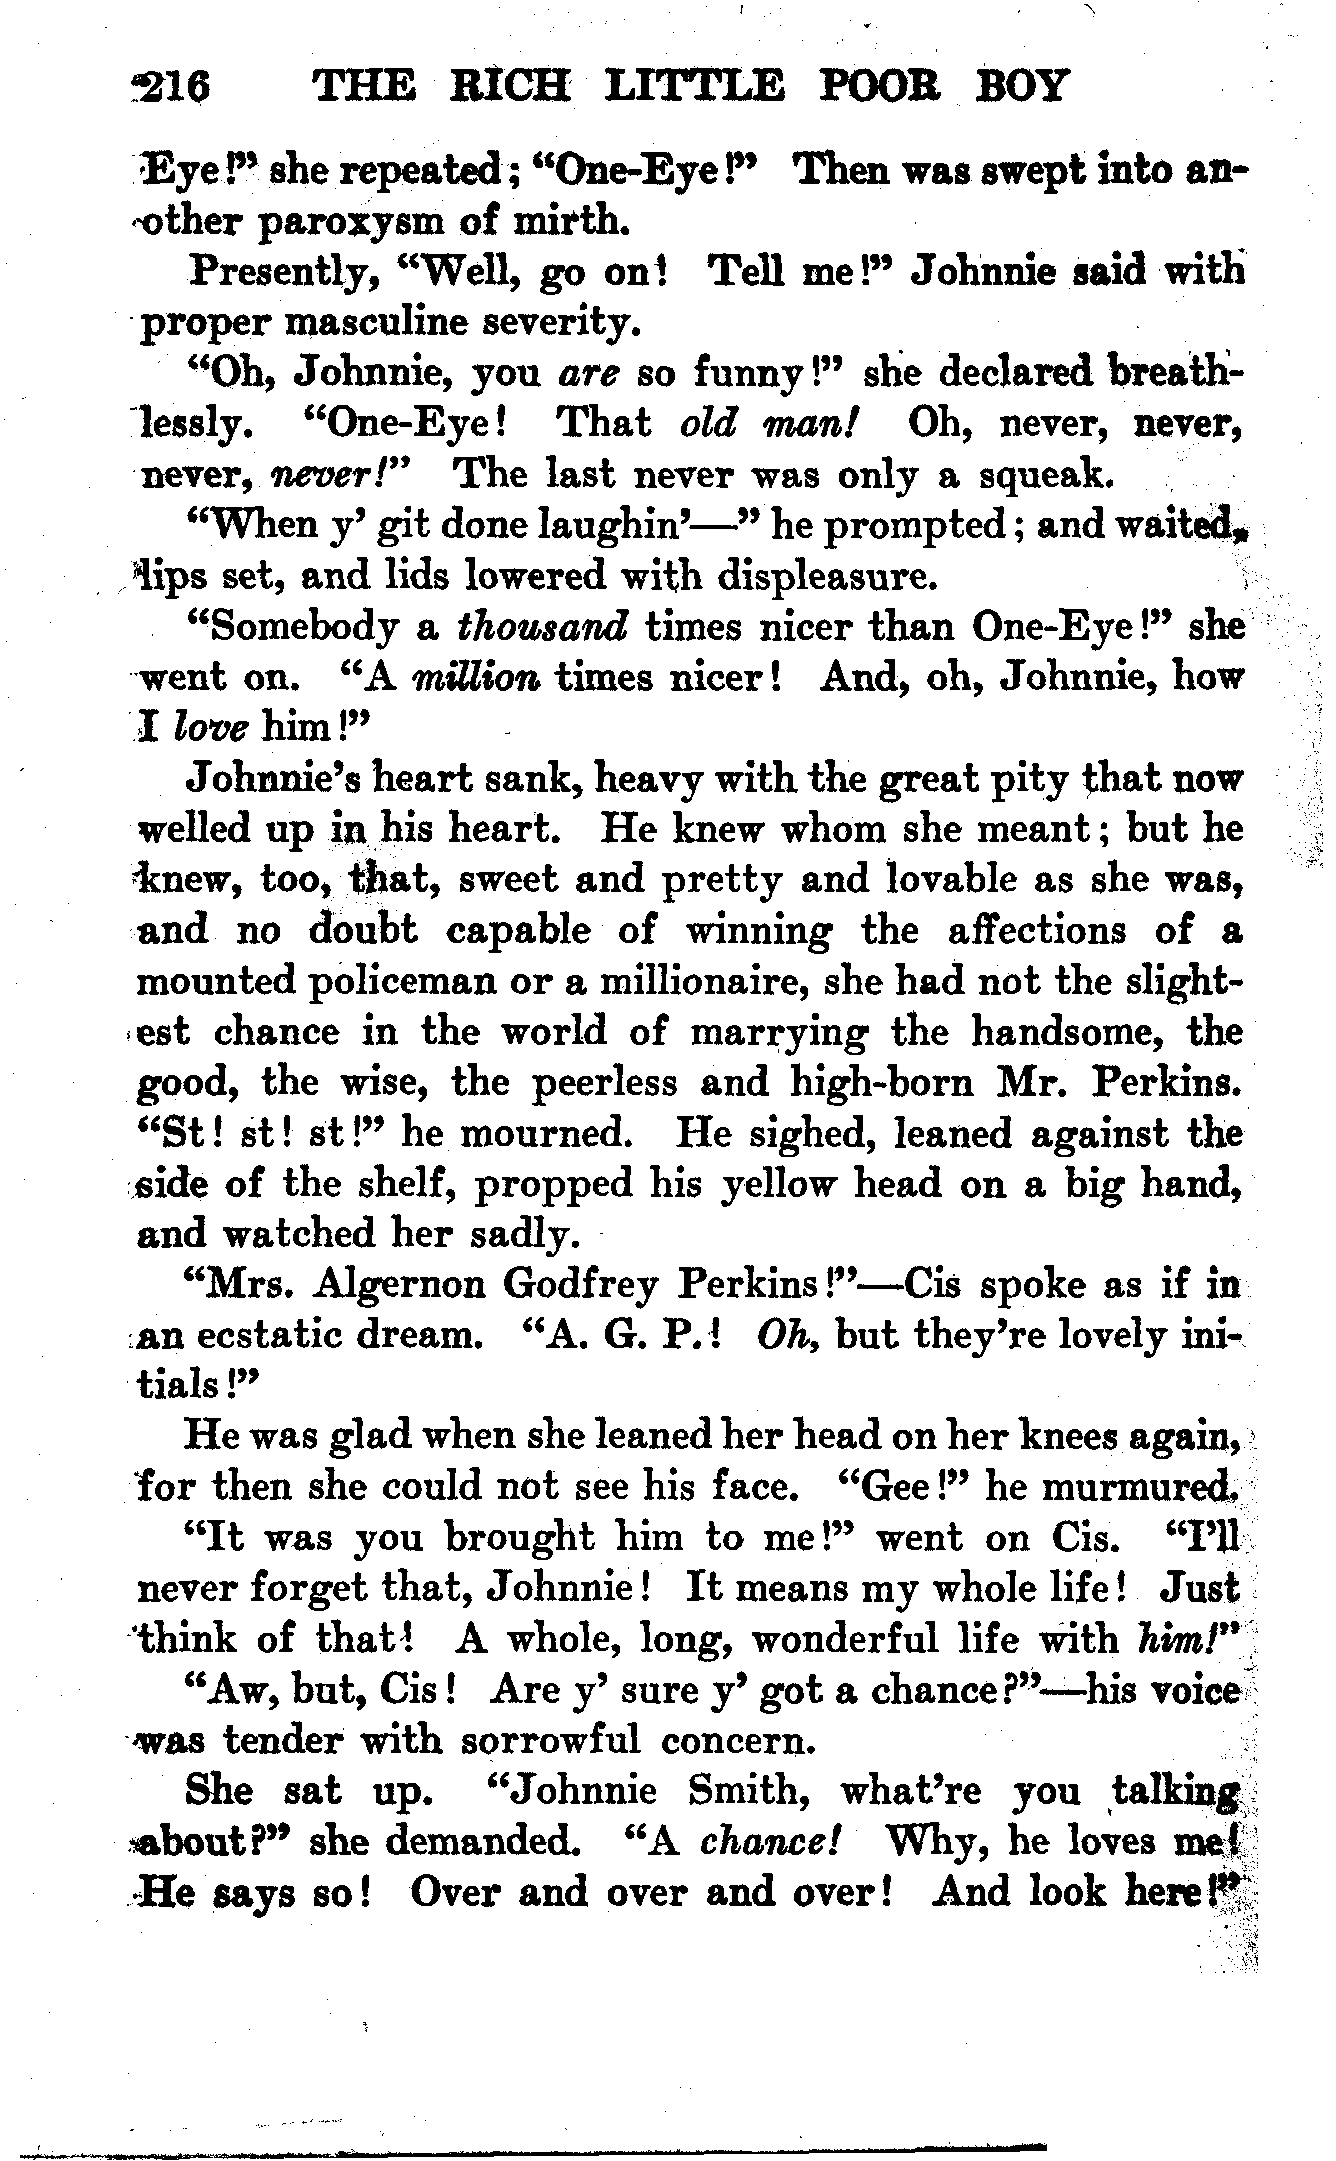 216 THE RICH LITTLE POOR BOY
Eye!" she repeated; "One-Eye!" Then was swept into an-
other paroxysm of mirth.
Presently, "Well, go on! Tell me!" Johnnie said with
proper masculine severity.
"Oh, Johnnie, you are so funny!" she declared breath-
lessly. "One-Eye! That old man! Oh, never, never,
never, never!" The last never was only a squeak.
"When y' git done laughin'—" he prompted; and waited,
lips set, and lids lowered with displeasure.
"Somebody a thousand times nicer than One-Eye!" she
went on. "A million times nicer! And, oh, Johnnie, how
I love him!"
Johnnie's heart sank, heavy with the great pity that now
welled up in his heart. He knew whom she meant; but he
knew, too, that, sweet and pretty and lovable as she was,
and no doubt capable of winning the affections of a
mounted policeman or a millionaire, she had not the slight-
est chance in the world of marrying the handsome, the
good, the wise, the peerless and high-born Mr. Perkins.
"St! st! st!" he mourned. He sighed, leaned against the
side of the shelf, propped his yellow head on a big hand,
and watched her sadly.
"Mrs. Algernon Godfrey Perkins!"—Cis spoke as if in
an ecstatic dream. "A. G. P.! Oh, but they're lovely ini-
tials!"
He was glad when she leaned her head on her knees again,
for then she could not see his face. "Gee!" he murmured.
"It was you brought him to me!" went on Cis. "I'll
never forget that, Johnnie! It means my whole life! Just
think of that! A whole, long, wonderful life with him!"
"Aw, but, Cis! Are y' sure y' got a chance?"—his voice
was tender with sorrowful concern.
She sat up. "Johnnie Smith, what're you talking
about?" she demanded. "A chance! Why, he loves me!
He says so! Over and over and over! And look here!"